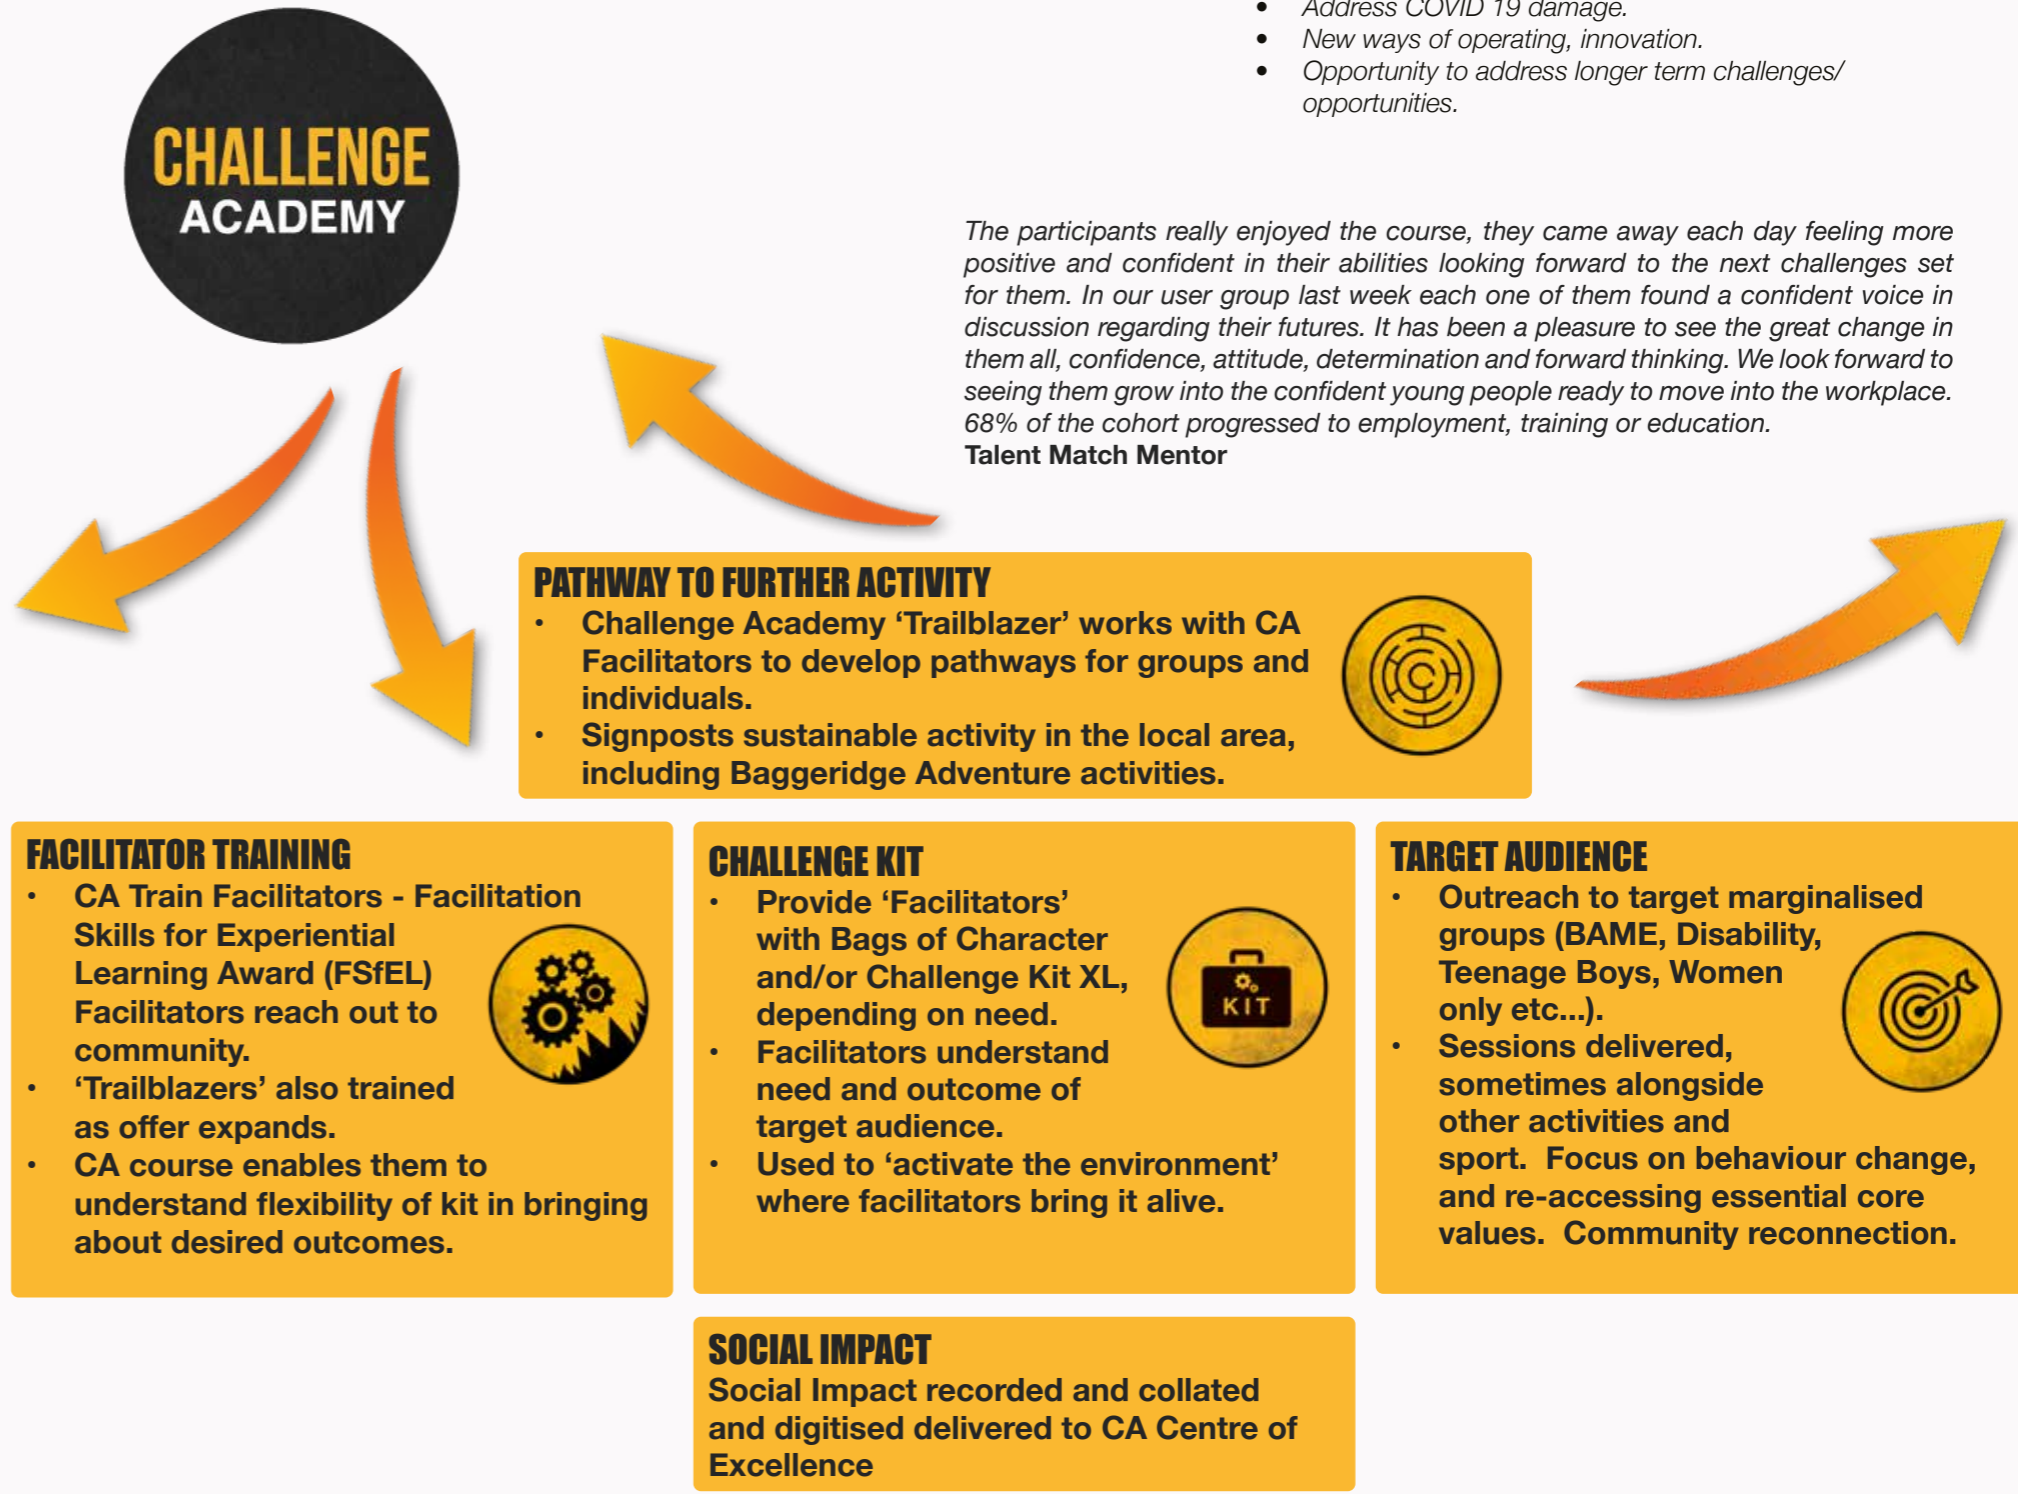 CHALLENGE
ACADEMY
• Address COVID 19 damage.
• New ways of operating, innovation.
• Opportunity to address longer term challenges/
opportunities.
The participants really enjoyed the course, they came away each day feeling more
positive and confident in their abilities looking forward to the next challenges set
for them. In our user group last week each one of them found a confident voice in
discussion regarding their futures. It has been a pleasure to see the great change in
them all, confidence, attitude, determination and forward thinking. We look forward to
seeing them grow into the confident young people ready to move into the workplace.
68% of the cohort progressed to employment, training or education.
Talent Match Mentor
PATHWAY TO FURTHER ACTIVITY
• Challenge Academy ‘Trailblazer’ works with CA
Facilitators to develop pathways for groups and
individuals.
• Signposts sustainable activity in the local area,
including Baggeridge Adventure activities.
FACILITATOR TRAINING
• CA Train Facilitators - Facilitation
Skills for Experiential
Learning Award (FSfEL)
Facilitators reach out to
community.
• ‘Trailblazers’ also trained
as offer expands.
• CA course enables them to
understand flexibility of kit in bringing
about desired outcomes.
CHALLENGE KIT
• Provide ‘Facilitators’
with Bags of Character
and/or Challenge Kit XL,
depending on need.
• Facilitators understand
need and outcome of
target audience.
• Used to ‘activate the environment’
where facilitators bring it alive.
KIT
TARGET AUDIENCE
• Outreach to target marginalised
groups (BAME, Disability,
Teenage Boys, Women
only etc...).
• Sessions delivered,
sometimes alongside
other activities and
sport. Focus on behaviour change,
and re-accessing essential core
values. Community reconnection.
SOCIAL IMPACT
Social Impact recorded and collated
and digitised delivered to CA Centre of
Excellence